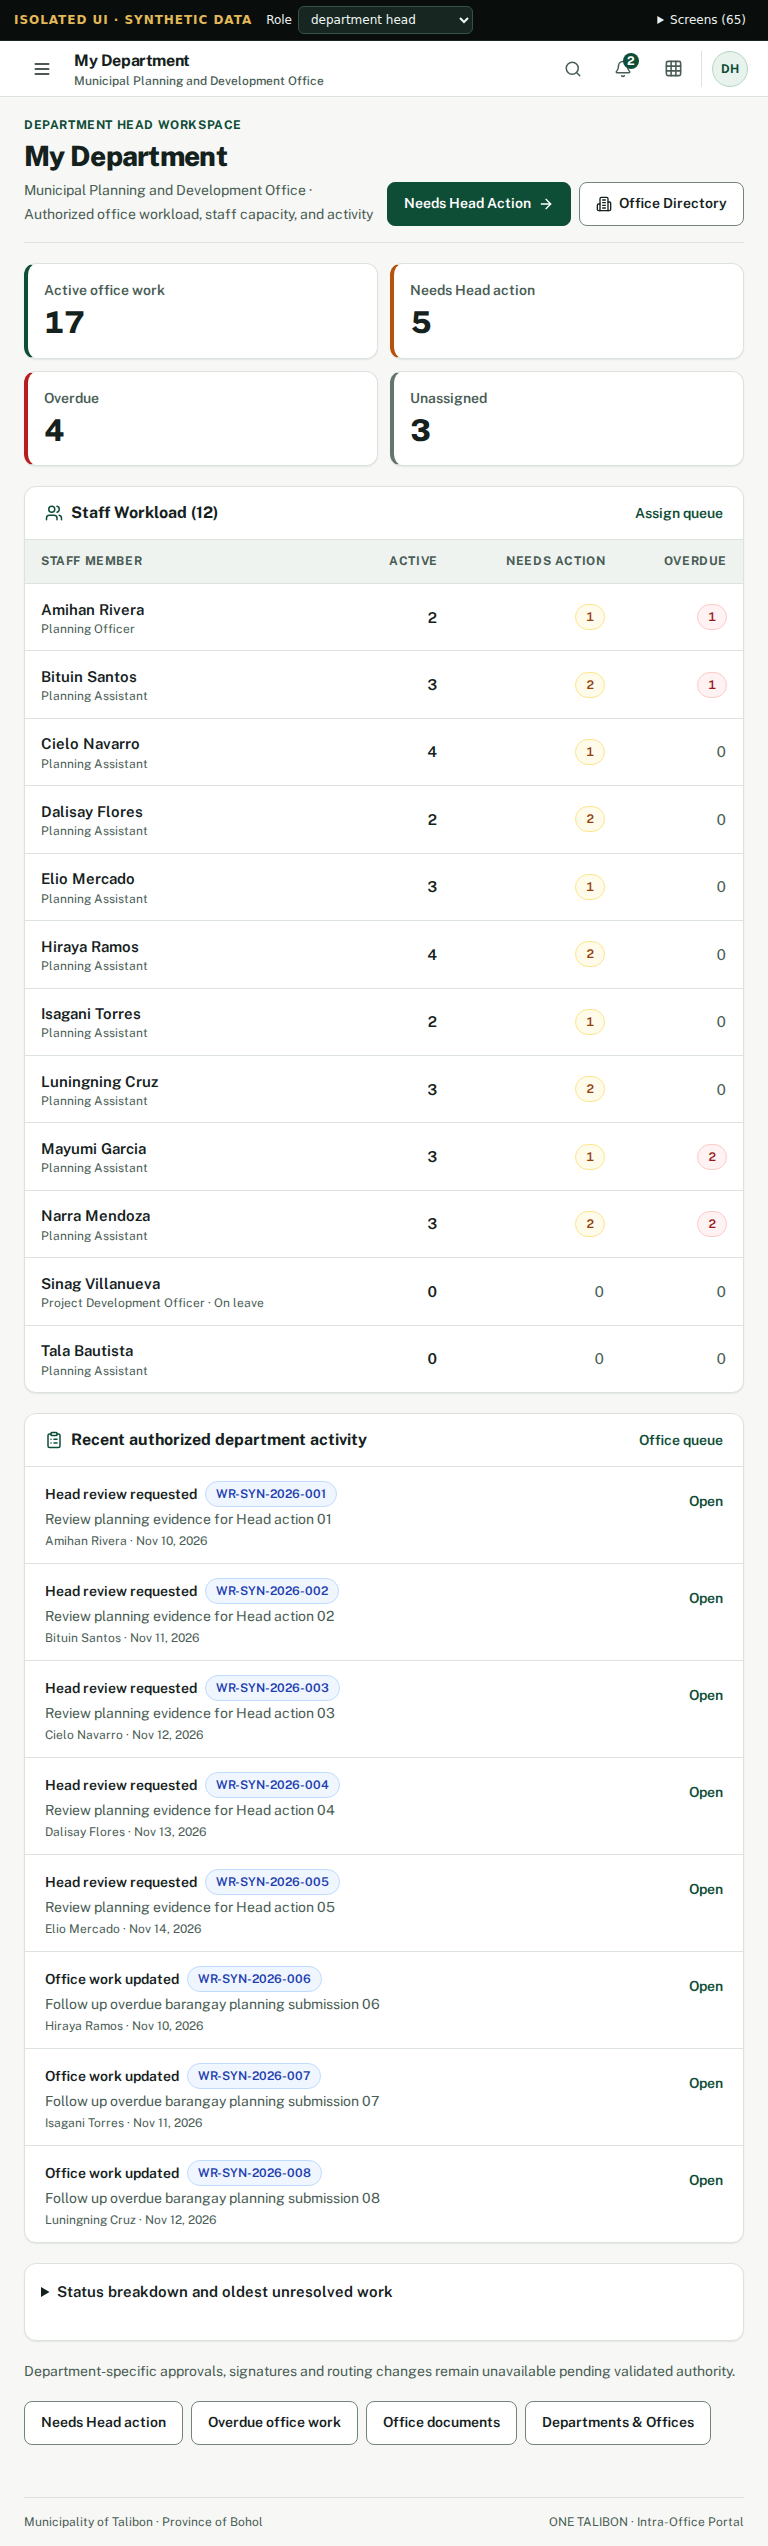 ISOLATED UI · SYNTHETIC DATA Role department head Screens (65)
My Department
Municipal Planning and Development Office
2
DH
DEPARTMENT HEAD WORKSPACE
My Department
Municipal Planning and Development Office ·
Authorized office workload, staff capacity, and activity
Needs Head Action
Office Directory
Active office work
17
Needs Head action
5
Overdue
4
Unassigned
3
Staff Workload (12) Assign queue
STAFF MEMBER ACTIVE NEEDS ACTION OVERDUE
Amihan Rivera
Planning Officer
2 1 1
Bituin Santos
Planning Assistant
3 2 1
Cielo Navarro
Planning Assistant
4 1 0
Dalisay Flores
Planning Assistant
2 2 0
Elio Mercado
Planning Assistant
3 1 0
Hiraya Ramos
Planning Assistant
4 2 0
Isagani Torres
Planning Assistant
2 1 0
Luningning Cruz
Planning Assistant
3 2 0
Mayumi Garcia
Planning Assistant
3 1 2
Narra Mendoza
Planning Assistant
3 2 2
Sinag Villanueva
Project Development Officer · On leave
0 0 0
Tala Bautista
Planning Assistant
0 0 0
Recent authorized department activity Office queue
Head review requested WR-SYN-2026-001
Review planning evidence for Head action 01
Amihan Rivera · Nov 10, 2026
Open
Head review requested WR-SYN-2026-002
Review planning evidence for Head action 02
Bituin Santos · Nov 11, 2026
Open
Head review requested WR-SYN-2026-003
Review planning evidence for Head action 03
Cielo Navarro · Nov 12, 2026
Open
Head review requested WR-SYN-2026-004
Review planning evidence for Head action 04
Dalisay Flores · Nov 13, 2026
Open
Head review requested WR-SYN-2026-005
Review planning evidence for Head action 05
Elio Mercado · Nov 14, 2026
Open
Office work updated WR-SYN-2026-006
Follow up overdue barangay planning submission 06
Hiraya Ramos · Nov 10, 2026
Open
Office work updated WR-SYN-2026-007
Follow up overdue barangay planning submission 07
Isagani Torres · Nov 11, 2026
Open
Office work updated WR-SYN-2026-008
Follow up overdue barangay planning submission 08
Luningning Cruz · Nov 12, 2026
Open
Status breakdown and oldest unresolved work
Department-specific approvals, signatures and routing changes remain unavailable pending validated authority.
Needs Head action
Overdue office work
Office documents
Departments & Offices
Municipality of Talibon · Province of Bohol
ONE TALIBON · Intra-Office Portal